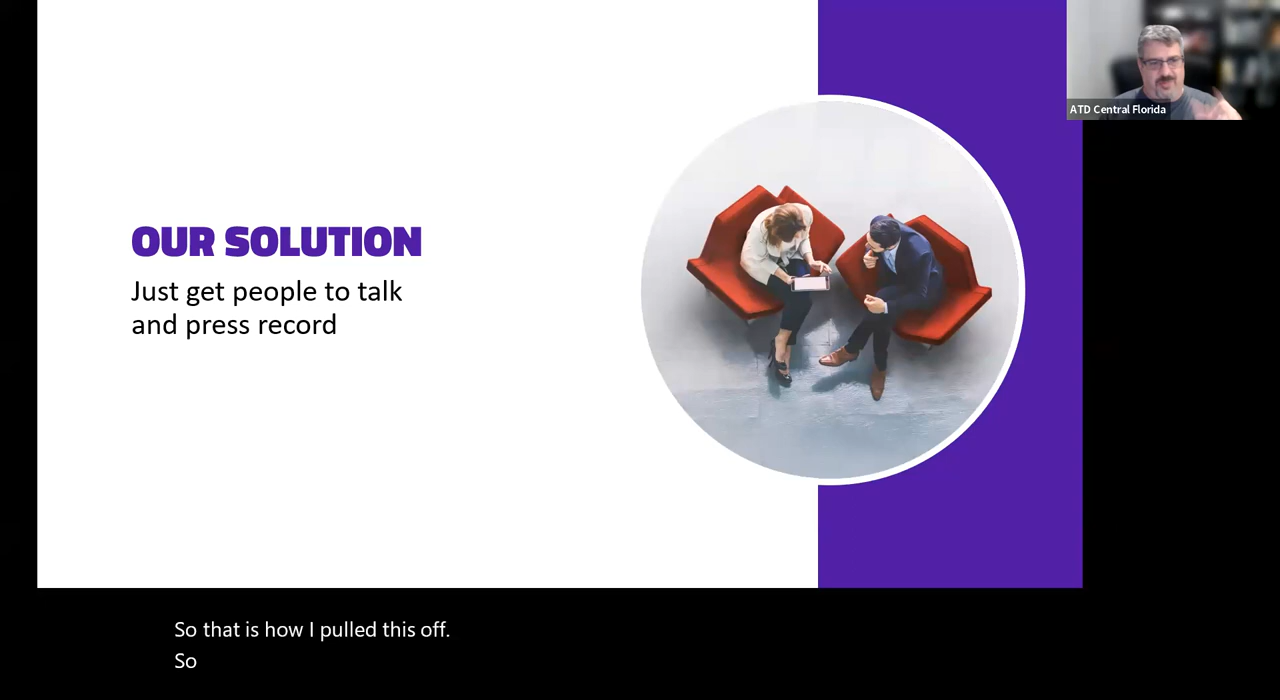 ATD Central Florida
OUR SOLUTION
Just get people to talk
and press record
So that is how I pulled this off.
So